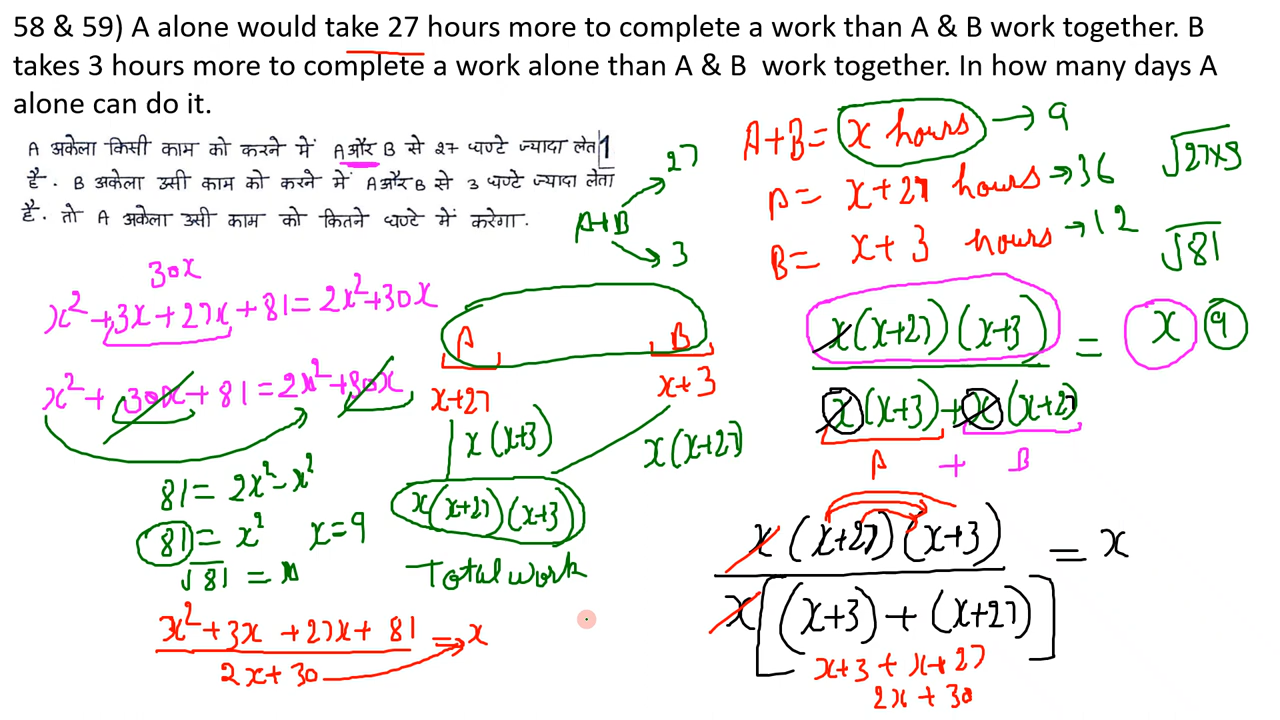 58 & 59) A alone would take 27 hours more to complete a work than A & B work together. B
takes 3 hours more to complete a work alone than A & B work together. In how many days A
alone can do it.
A अकेला किसी काम को करने में A और B से 27 घण्टे ज्यादा लेता
है. B अकेला उसी काम को करने में A और B से 3 घण्टे ज्यादा लेता
है. तो A अकेला उसी काम को कितने घण्टे में करेगा.
1
A+B
27
3
A+B= x hours → 9
A= x+27 hours → 36
B= x+3 hours → 12
√27×3
√81
30x
x²+3x+27x+81=2x²+30x
x²+30x+81=2x²+30x
81=2x²-x²
81=x² x=9
√81 = x
x²+3x+27x+81 = x
2x+30
A B
x+27 x+3
x(x+3) x(x+27)
x(x+27)(x+3)
Total work
x(x+27)(x+3) = x 9
x(x+3)+x(x+27)
A + B
x(x+27)(x+3) = x
x[(x+3)+(x+27)]
x+3+x+27
2x+30